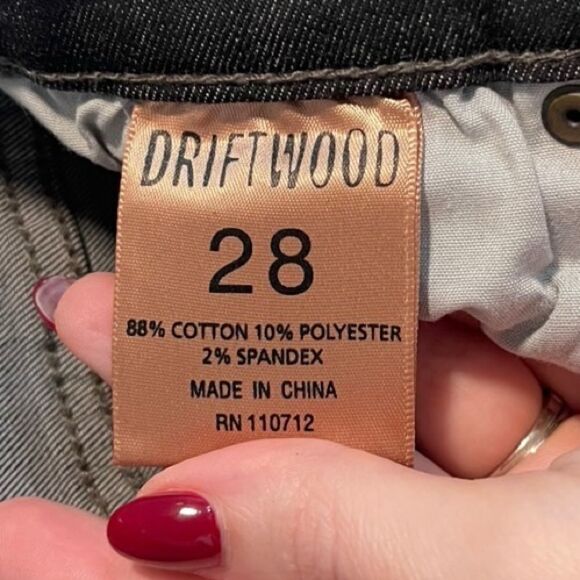 DRIFTWOOD
28
88% COTTON 10% POLYESTER
2% SPANDEX
MADE IN CHINA
RN 110712